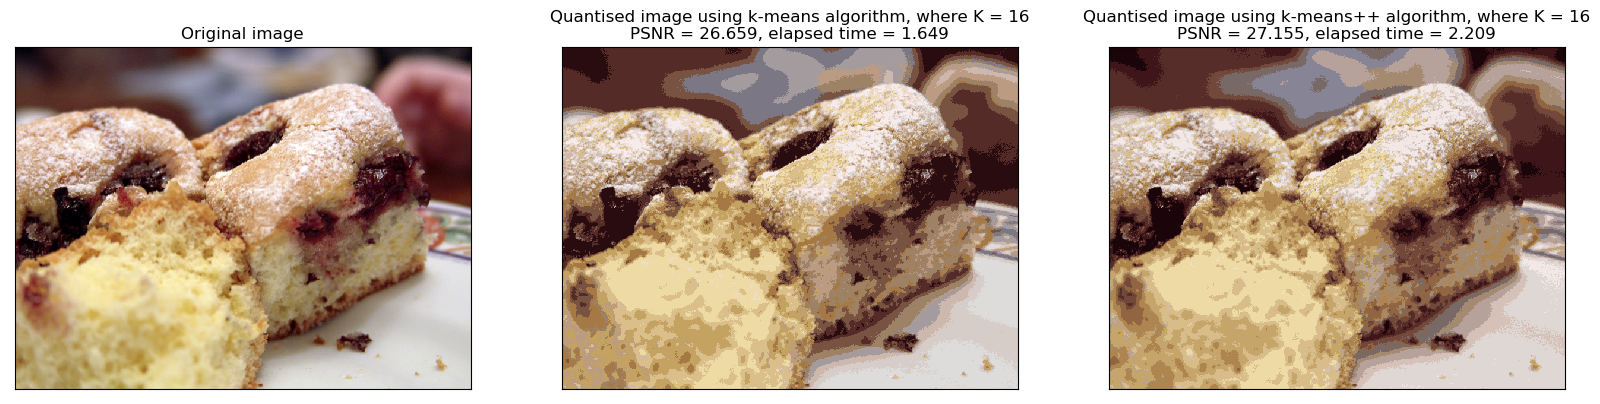 Original image
Quantised image using k-means algorithm, where K = 16
PSNR = 26.659, elapsed time = 1.649
Quantised image using k-means++ algorithm, where K = 16
PSNR = 27.155, elapsed time = 2.209